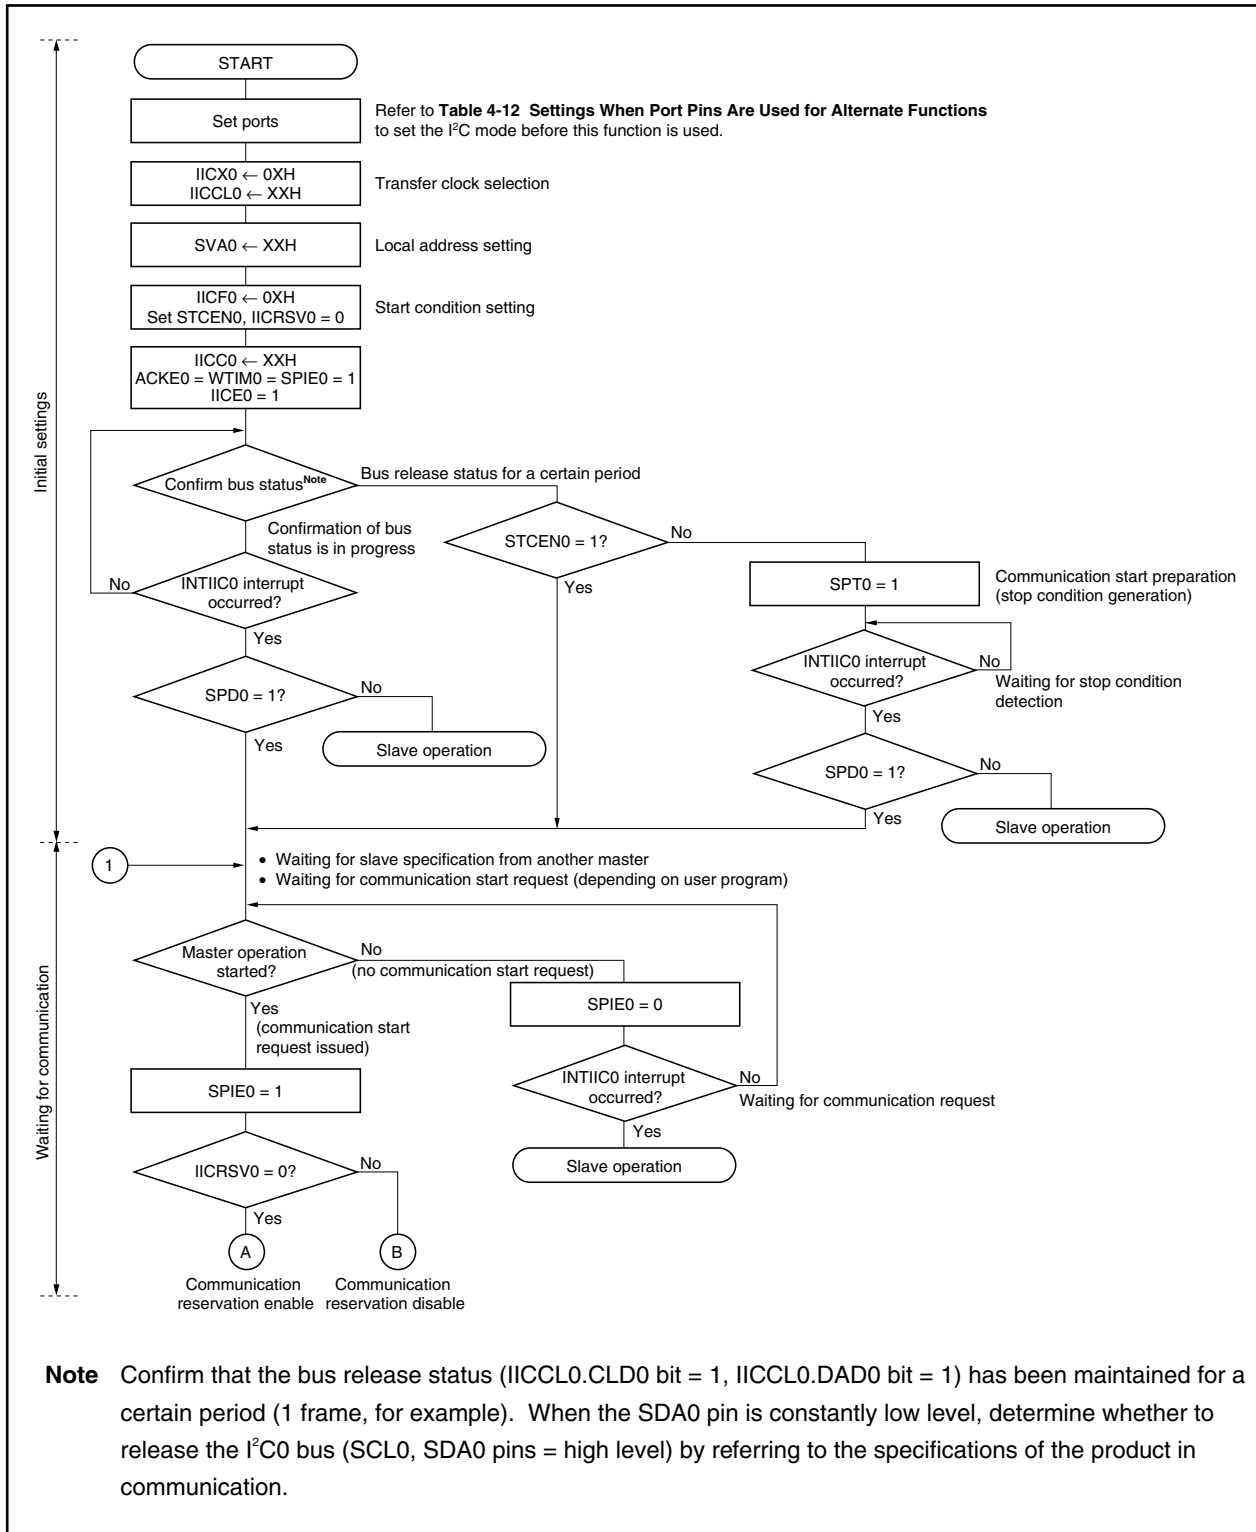 START
Set ports
Refer to Table 4-12 Settings When Port Pins Are Used for Alternate Functions
to set the I²C mode before this function is used.
IICX0 ← 0XH
IICCL0 ← XXH
Transfer clock selection
SVA0 ← XXH
Local address setting
IICF0 ← 0XH
Set STCEN0, IICRSV0 = 0
Start condition setting
IICC0 ← XXH
ACKE0 = WTIM0 = SPIE0 = 1
IICE0 = 1
Initial settings
Confirm bus status^Note
Bus release status for a certain period
Confirmation of bus
status is in progress
STCEN0 = 1?
No
Yes
SPT0 = 1
Communication start preparation
(stop condition generation)
No
INTIIC0 interrupt
occurred?
Yes
INTIIC0 interrupt
occurred?
No
Waiting for stop condition
detection
Yes
SPD0 = 1?
No
Yes
Slave operation
SPD0 = 1?
No
Yes
Slave operation
Waiting for communication
1
• Waiting for slave specification from another master
• Waiting for communication start request (depending on user program)
Master operation
started?
No
(no communication start request)
Yes
(communication start
request issued)
SPIE0 = 0
SPIE0 = 1
INTIIC0 interrupt
occurred?
No
Waiting for communication request
Yes
Slave operation
IICRSV0 = 0?
No
Yes
A
B
Communication
reservation enable
Communication
reservation disable
Note Confirm that the bus release status (IICCL0.CLD0 bit = 1, IICCL0.DAD0 bit = 1) has been maintained for a
certain period (1 frame, for example). When the SDA0 pin is constantly low level, determine whether to
release the I²C0 bus (SCL0, SDA0 pins = high level) by referring to the specifications of the product in
communication.